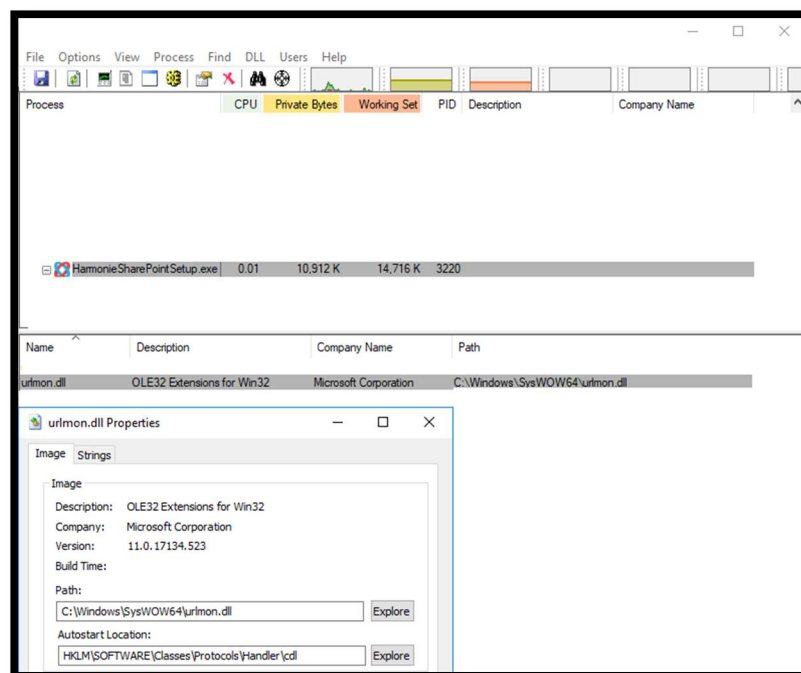 File Options View Process Find DLL Users Help
Process CPU Private Bytes Working Set PID Description Company Name
HarmonieSharePointSetup.exe 0.01 10,912 K 14,716 K 3220
Name Description Company Name Path
urlmon.dll OLE32 Extensions for Win32 Microsoft Corporation C:\Windows\SysWOW64\urlmon.dll
urlmon.dll Properties
Image Strings
Image
Description: OLE32 Extensions for Win32
Company: Microsoft Corporation
Version: 11.0.17134.523
Build Time:
Path:
C:\Windows\SysWOW64\urlmon.dll Explore
Autostart Location:
HKLM\SOFTWARE\Classes\Protocols\Handler\cdl Explore